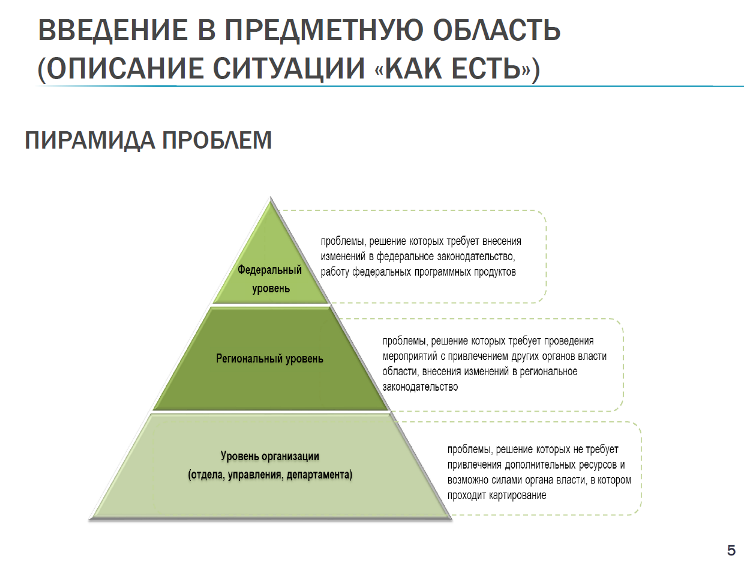 ВВЕДЕНИЕ В ПРЕДМЕТНУЮ ОБЛАСТЬ
(ОПИСАНИЕ СИТУАЦИИ «КАК ЕСТЬ»)
ПИРАМИДА ПРОБЛЕМ
Федеральный
уровень
проблемы, решение которых требует внесения
изменений в федеральное законодательство,
работу федеральных программных продуктов
Региональный уровень
проблемы, решение которых требует проведения
мероприятий с привлечением других органов власти
области, внесения изменений в региональное
законодательство
Уровень организации
(отдела, управления, департамента)
проблемы, решение которых не требует
привлечения дополнительных ресурсов и
возможно силами органа власти, в котором
проходит картирование
5